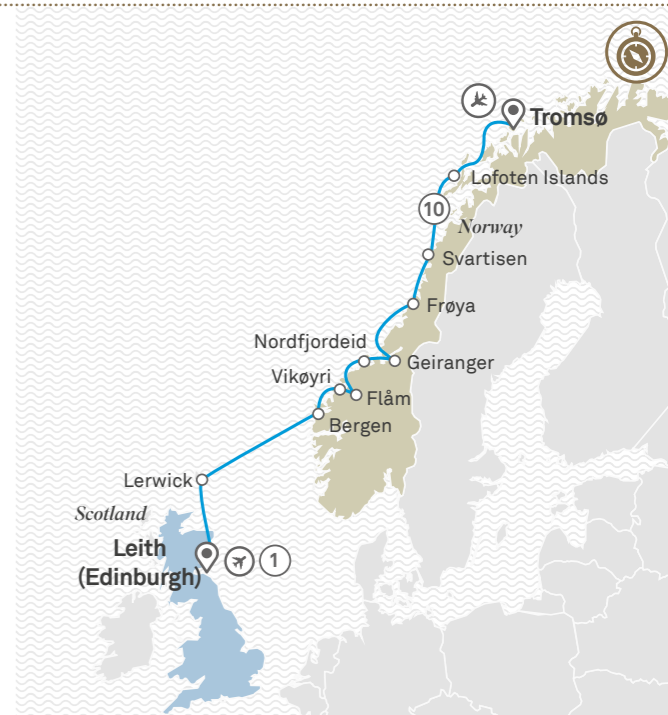 Tromsø
Lofoten Islands
10
Norway
Svartisen
Frøya
Nordfjordeid
Geiranger
Vikøyri
Flåm
Bergen
Lerwick
Scotland
Leith
(Edinburgh)
1